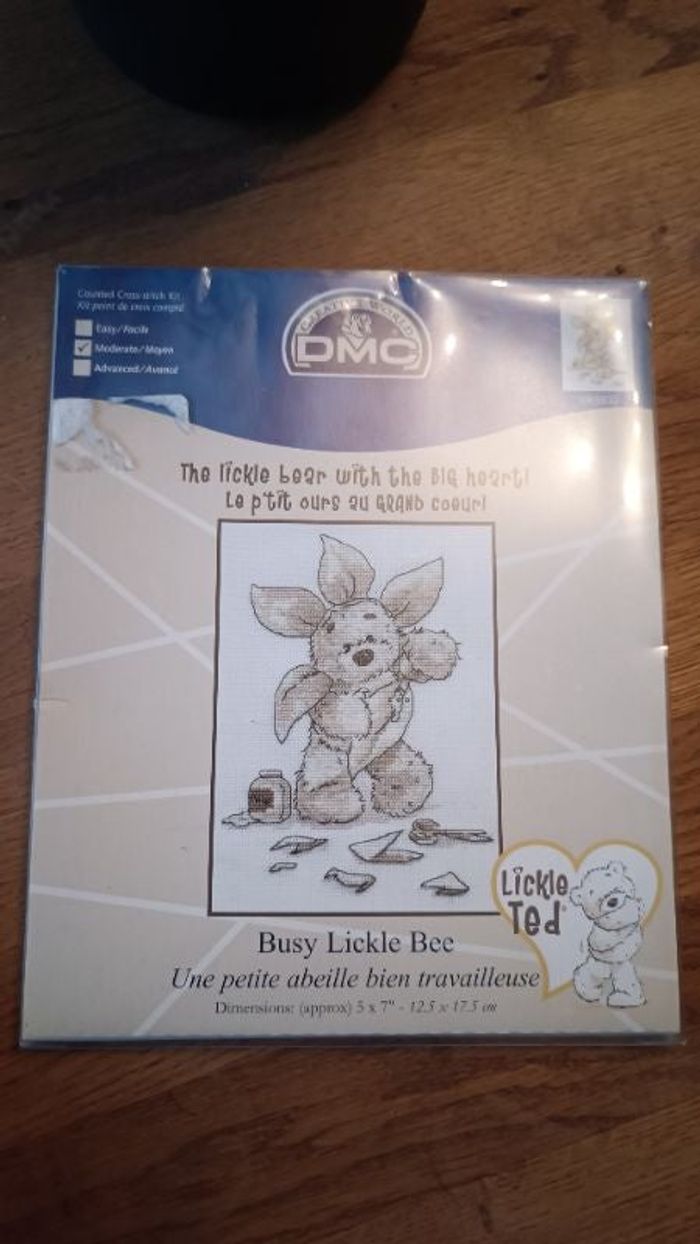 Counted Cross-stitch Kit
Kit point de croix compté
Easy/Facile
Moderate/Moyen
Advanced/Avancé
CREATIVE WORLD
DMC
The lickle bear with the BIG heart!
Le p'tit ours au GRAND coeur!
Lickle
Ted
Busy Lickle Bee
Une petite abeille bien travailleuse
Dimensions: (approx) 5 x 7" - 12.5 x 17.5 cm